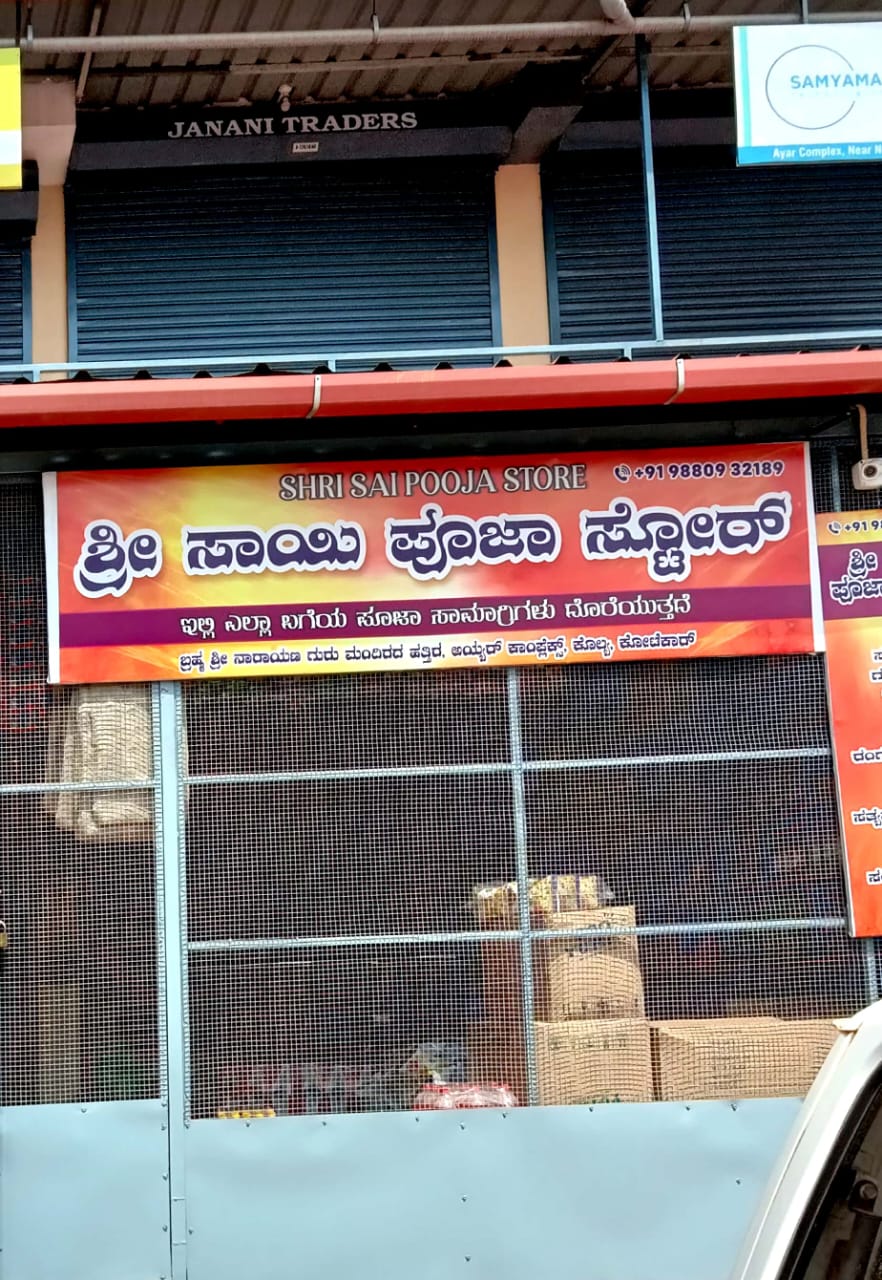 JANANI TRADERS
SAMYAMA
Ayar Complex, Near
SHRI SAI POOJA STORE
+91 98809 32189
ಶ್ರೀ ಸಾಯಿ ಪೂಜಾ ಸ್ಟೋರ್
ಇಲ್ಲಿ ಎಲ್ಲಾ ಬಗೆಯ ಪೂಜಾ ಸಾಮಾಗ್ರಿಗಳು ದೊರೆಯುತ್ತದೆ
ಬ್ರಹ್ಮ ಶ್ರೀ ನಾರಾಯಣ ಗುರು ಮಂದಿರದ ಹತ್ತಿರ, ಅಯ್ಯರ್ ಕಾಂಪ್ಲೆಕ್ಸ್, ಕೊಲ್ಯ, ಕೋಟೆಕಾರ್
+91 98
ಶ್ರೀ
ಪೂಜಾ